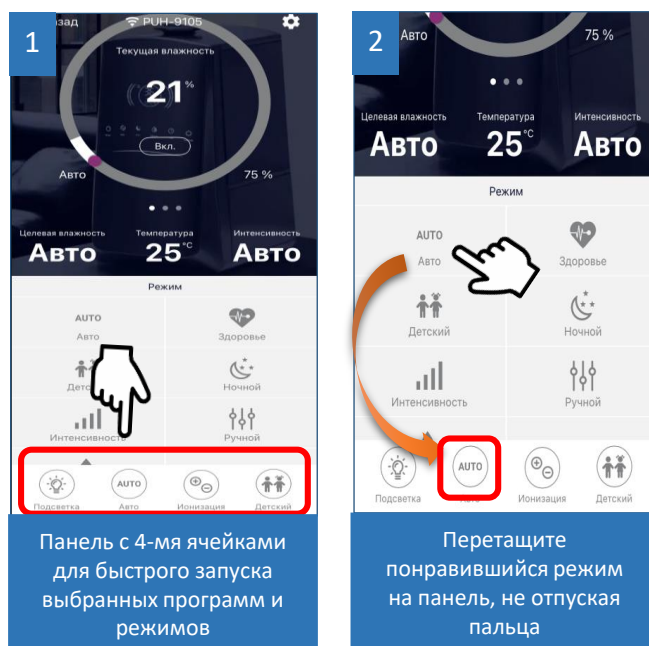 1
зад
PUH-9105
Текущая влажность
21%
Вкл.
Авто
75 %
Целевая влажность
Температура
Интенсивность
Авто
25°C
Авто
Режим
AUTO
Авто
Здоровье
Дет
Ночной
Интенсивность
Ручной
AUTO
Подсветка
Авто
Ионизация
Детский
Панель с 4-мя ячейками
для быстрого запуска
выбранных программ и
режимов
2
Авто
75 %
Целевая влажность
Температура
Интенсивность
Авто
25°C
Авто
Режим
AUTO
Авто
Здоровье
Детский
Ночной
Интенсивность
Ручной
AUTO
Подсветка
Авто
Ионизация
Детский
Перетащите
понравившийся режим
на панель, не отпуская
пальца